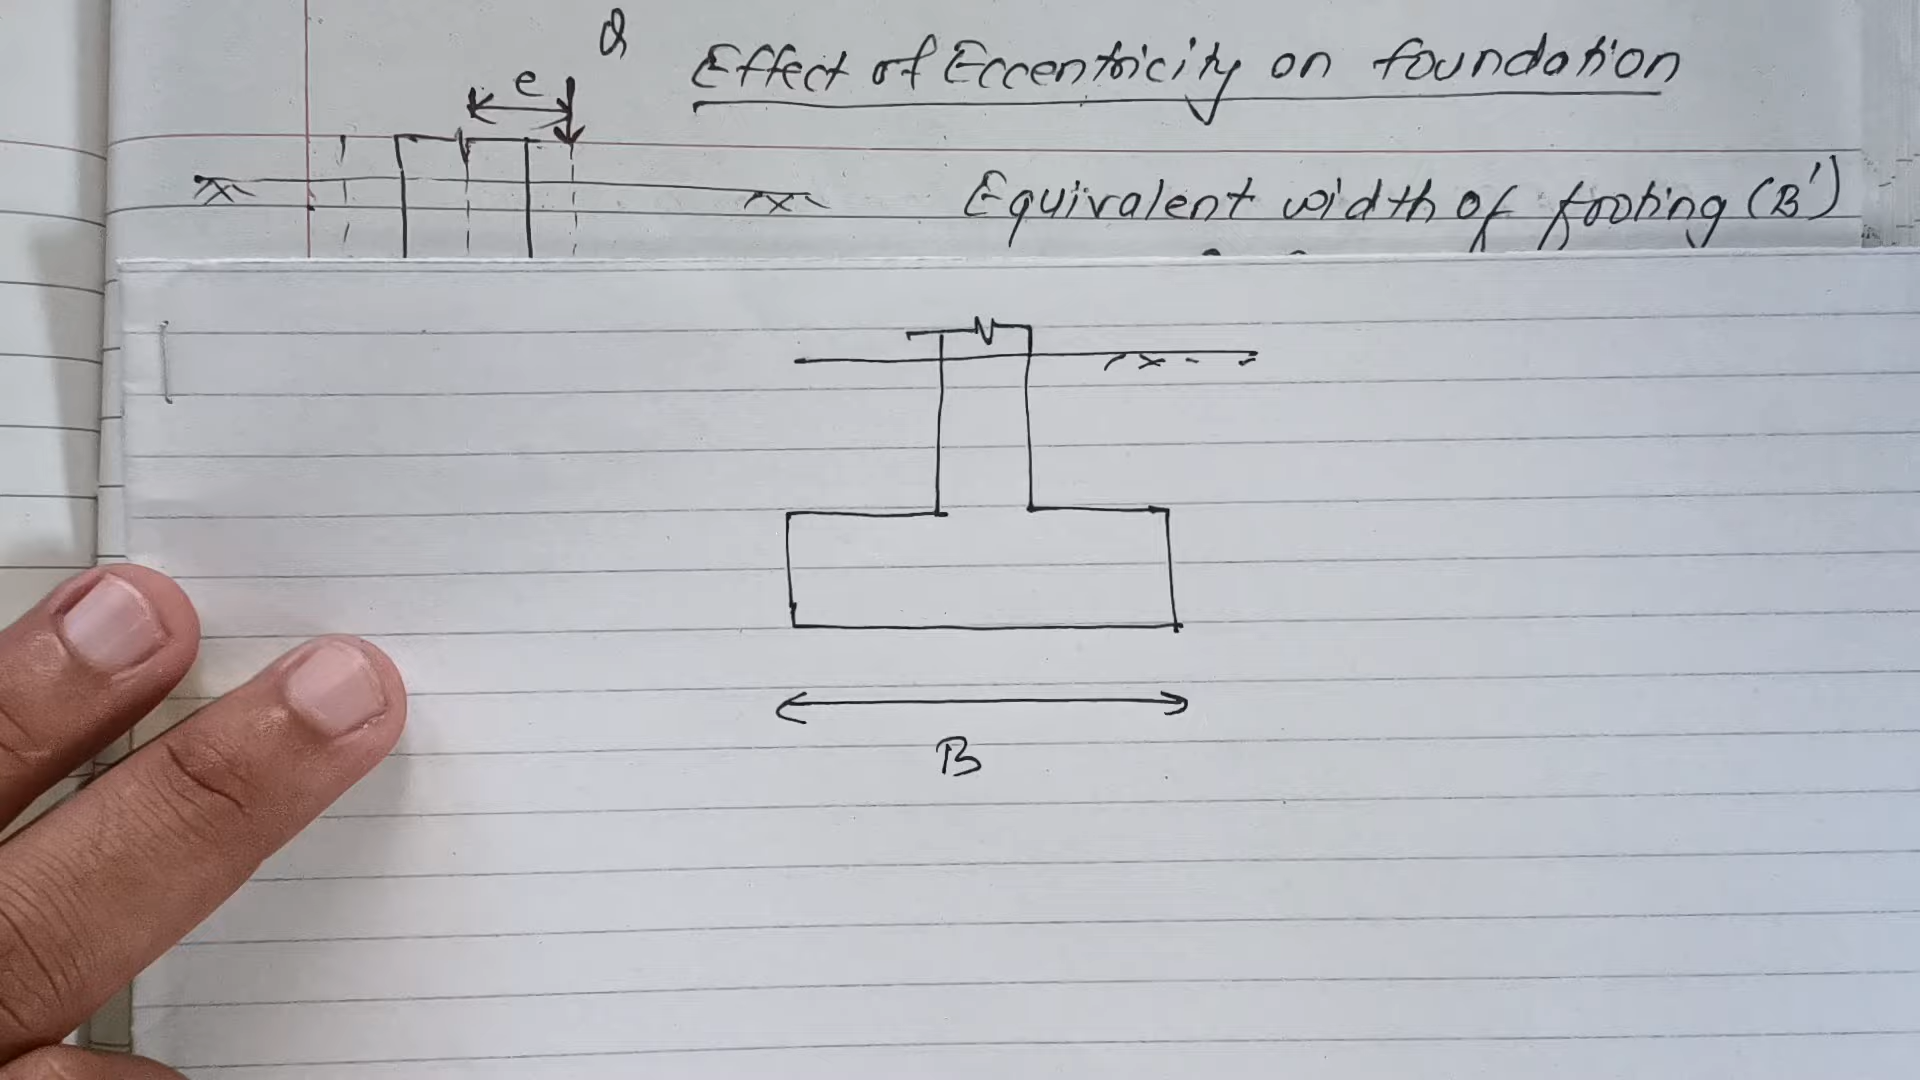 Q
Effect of Eccentricity on foundation
e
Equivalent width of footing (B')
B